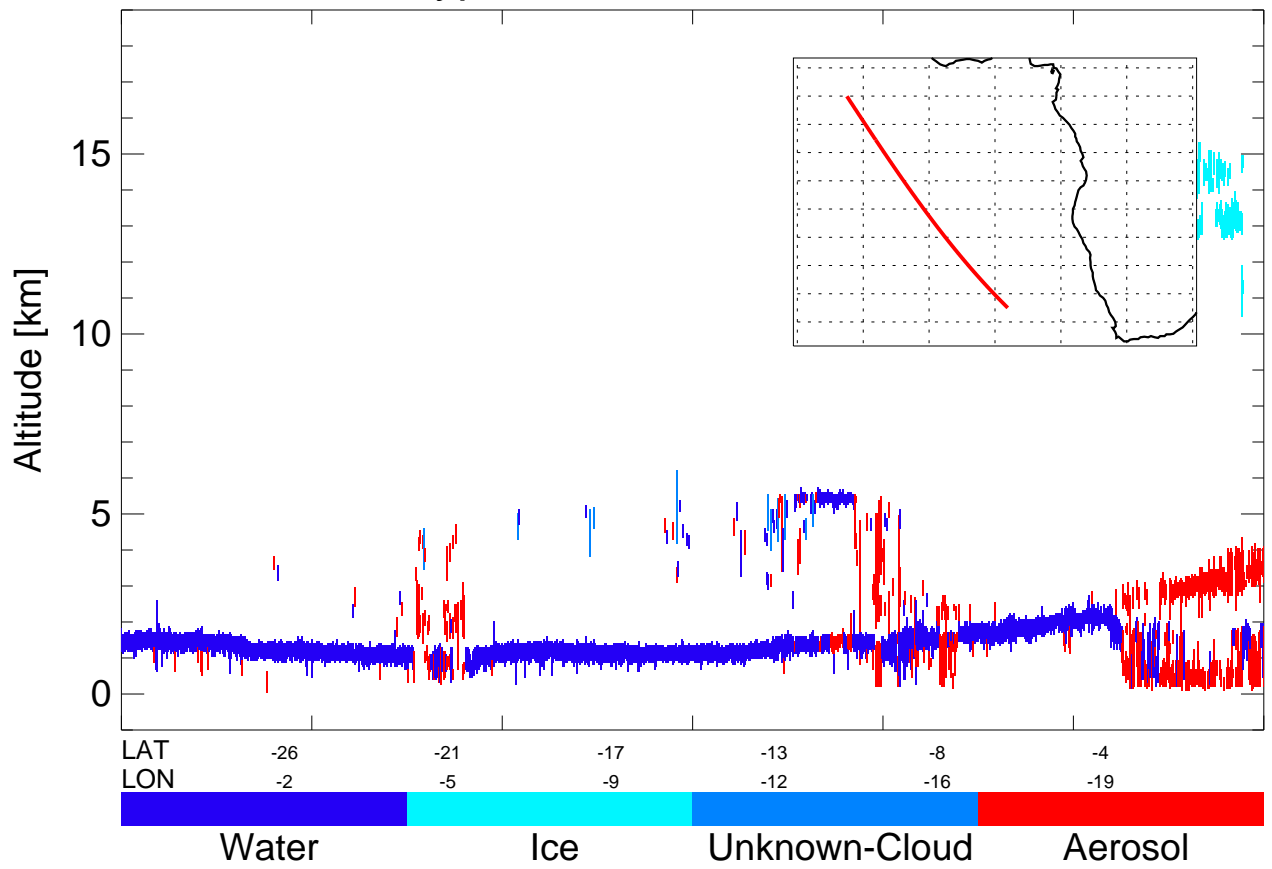 15
10
5
0
Altitude [km]
LAT -26 -21 -17 -13 -8 -4
LON -2 -5 -9 -12 -16 -19
Water Ice Unknown-Cloud Aerosol